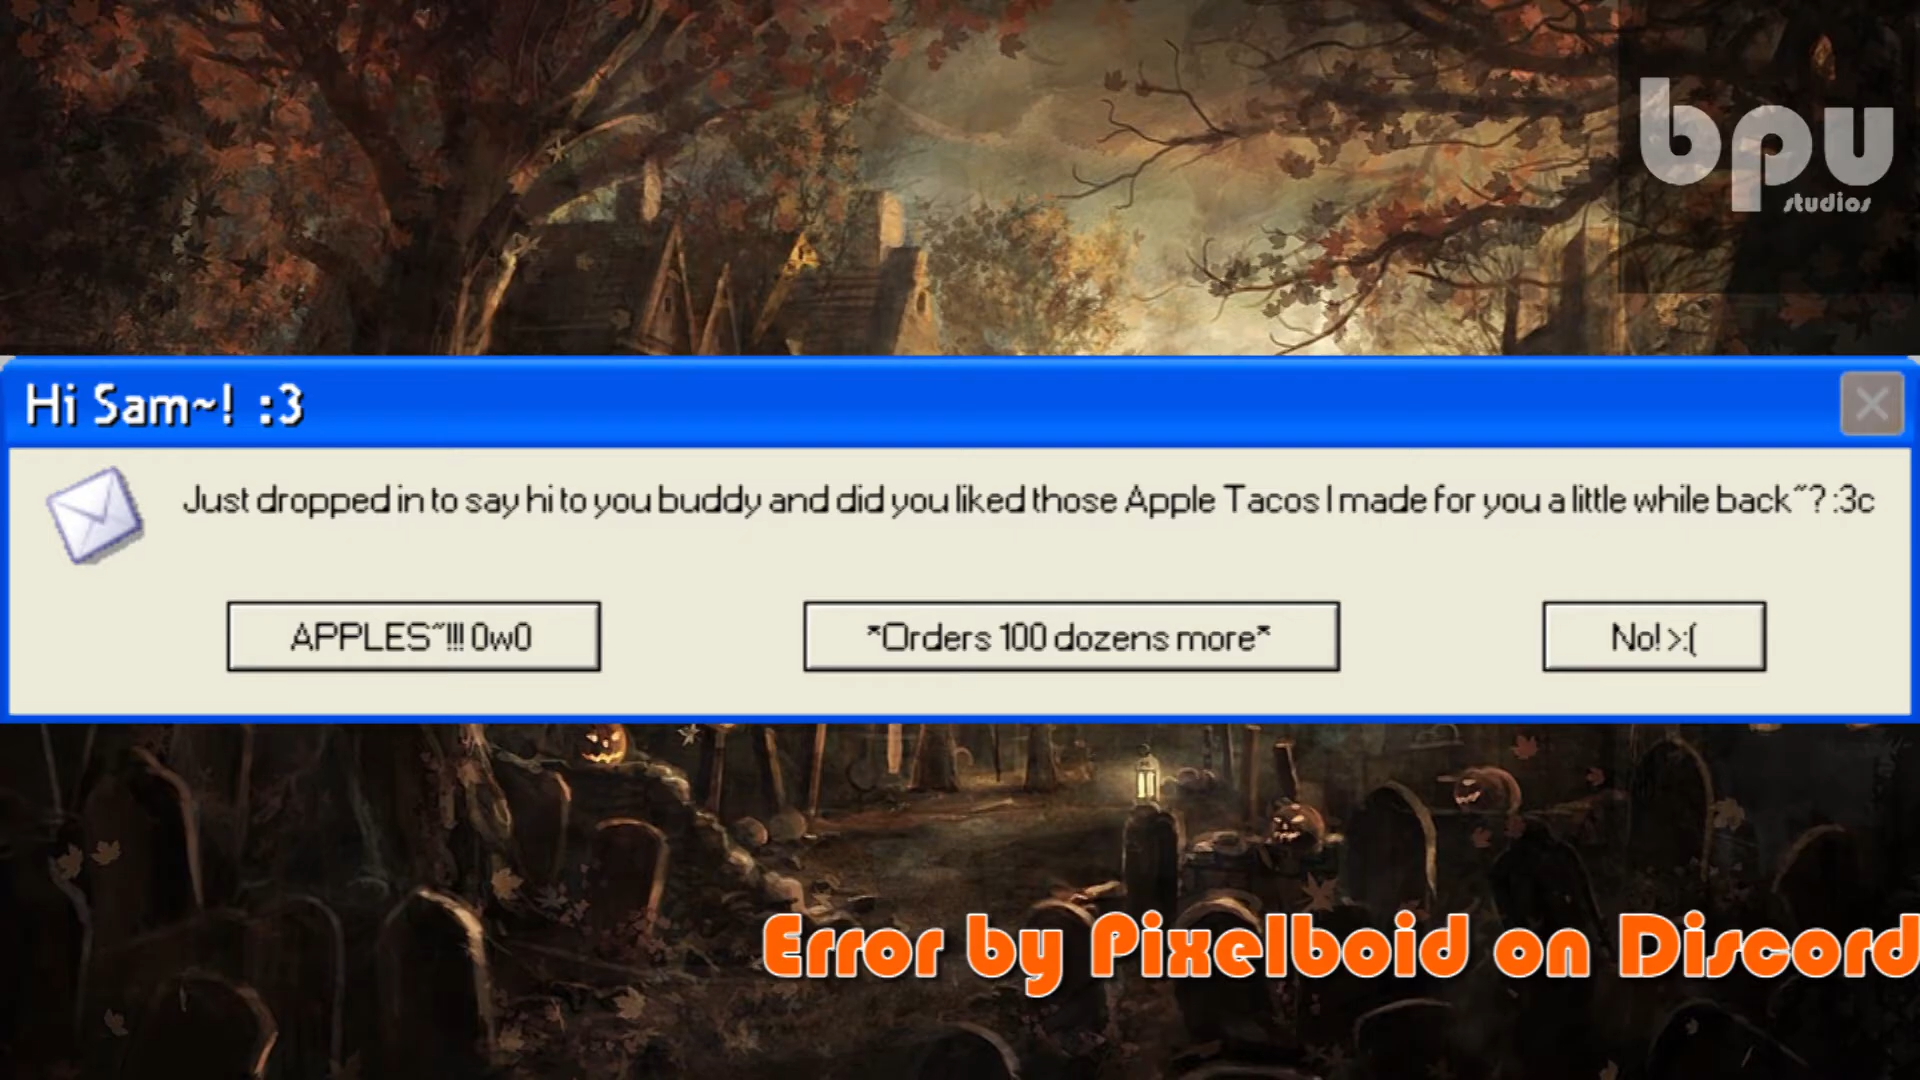 bpu
studios
Hi Sam~! :3
Just dropped in to say hi to you buddy and did you liked those Apple Tacos I made for you a little while back~? :3c
APPLES~!!! 0w0
*Orders 100 dozens more*
No! >:(
Error by Pixelboid on Discord